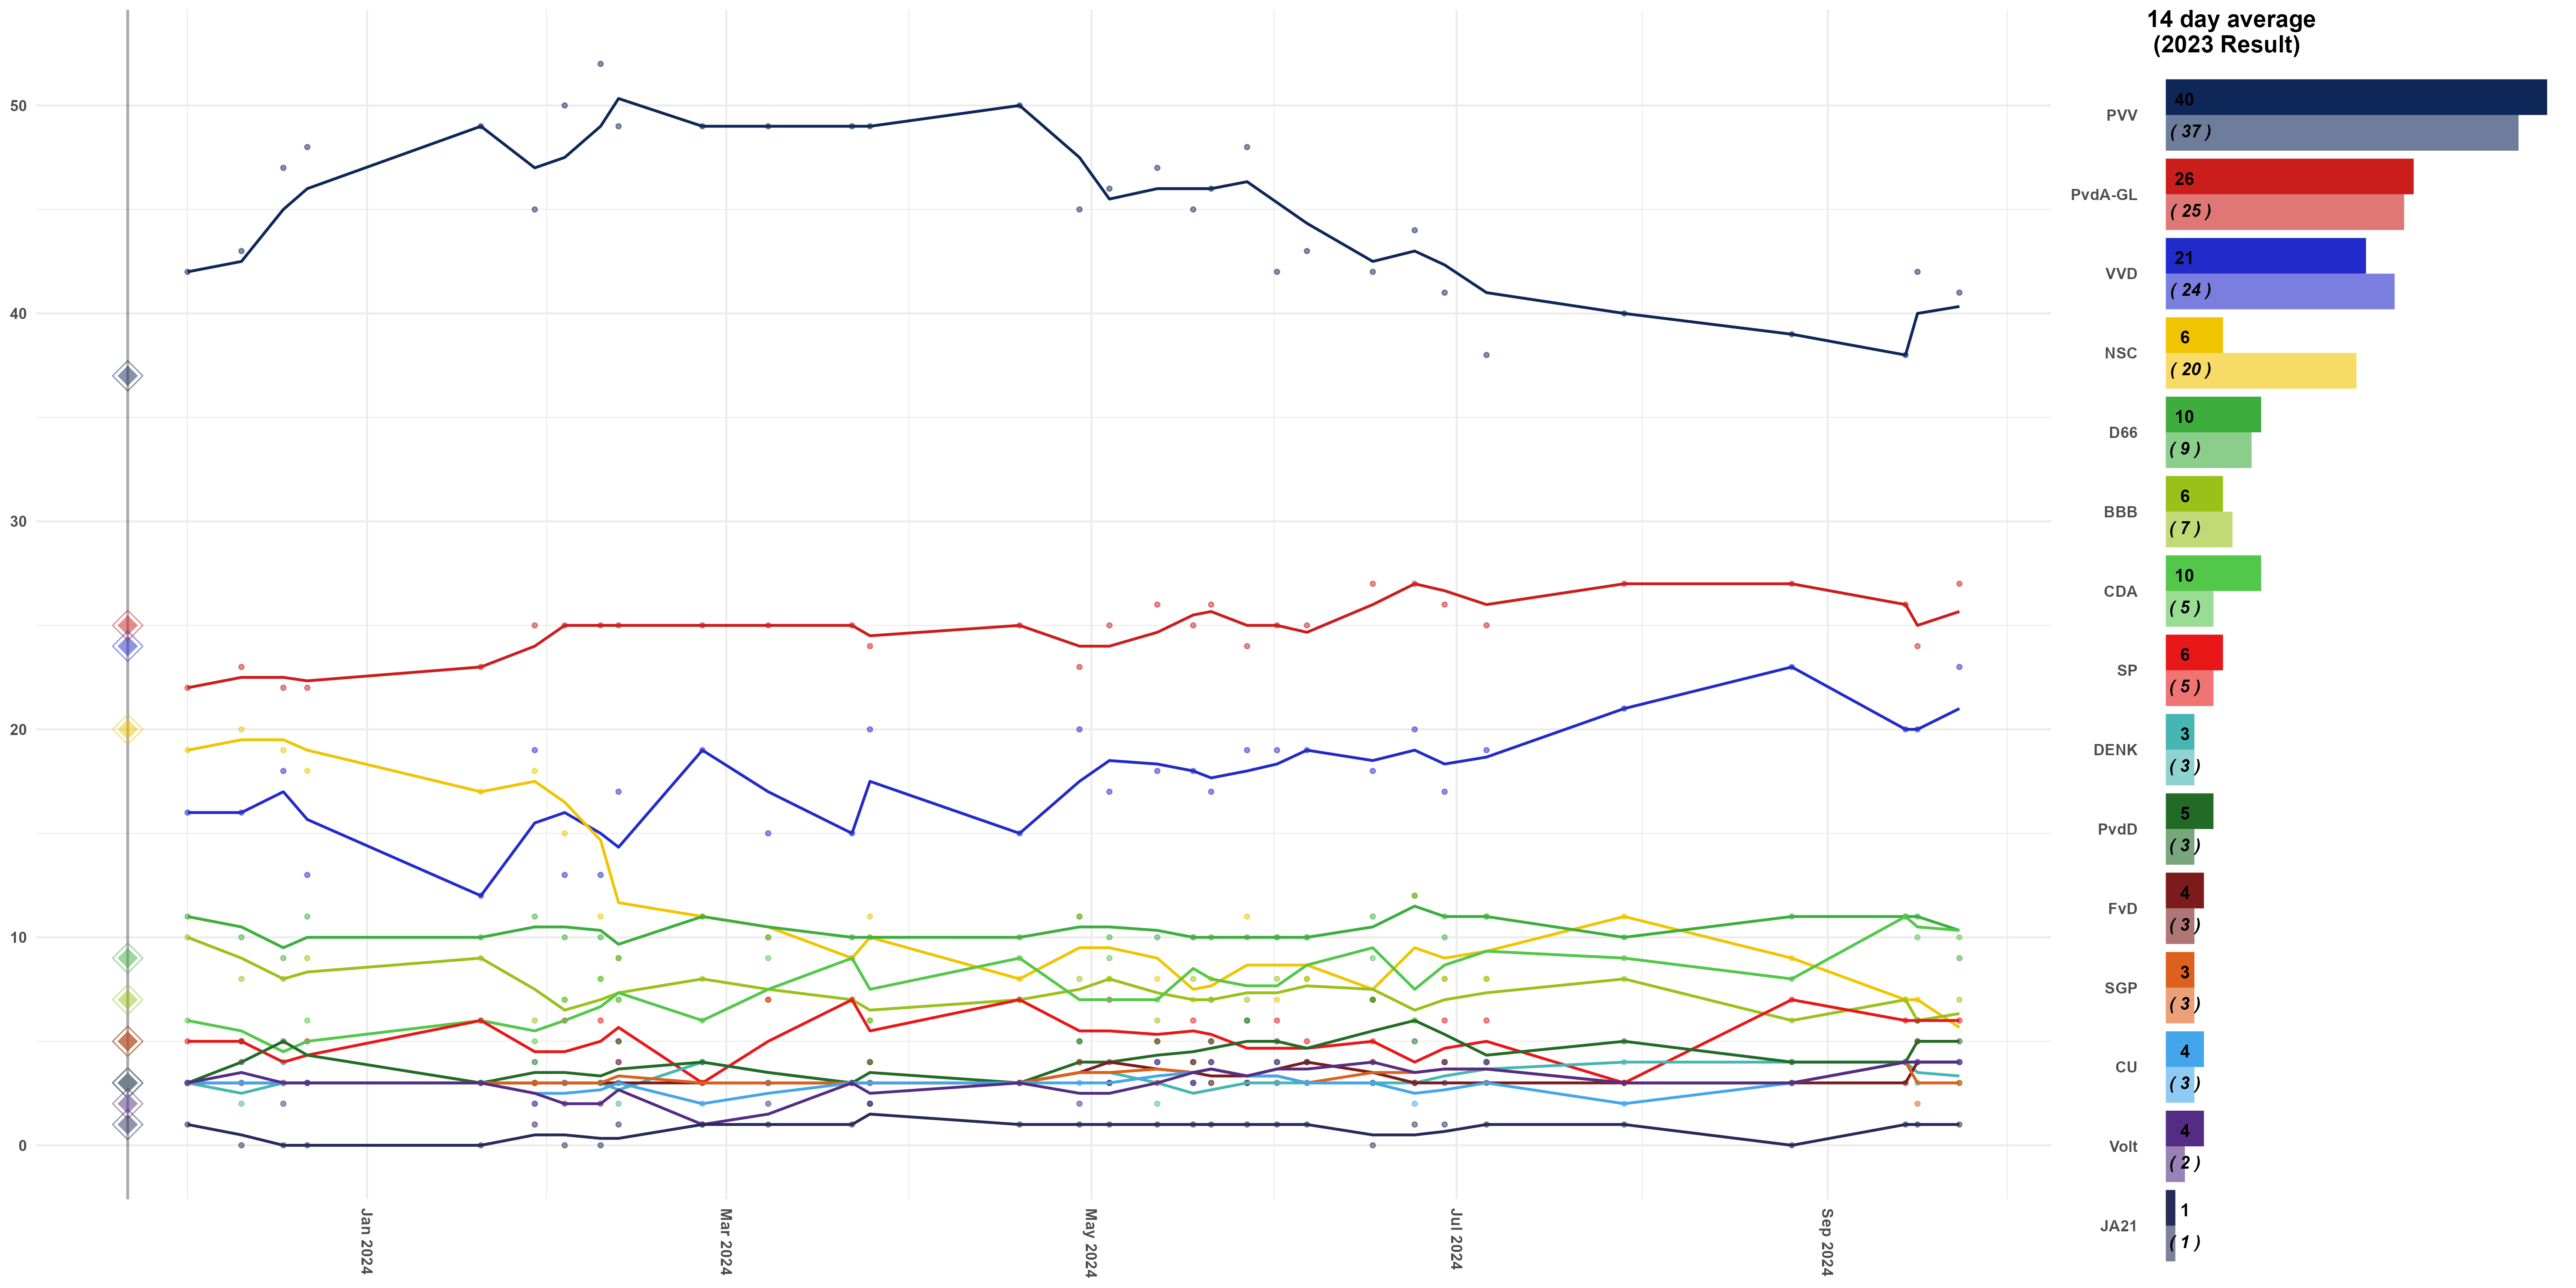 14 day average
(2023 Result)
50
40
30
20
10
0
Jan 2024
Mar 2024
May 2024
Jul 2024
Sep 2024
PVV
40
( 37 )
PvdA-GL
26
( 25 )
VVD
21
( 24 )
NSC
6
( 20 )
D66
10
( 9 )
BBB
6
( 7 )
CDA
10
( 5 )
SP
6
( 5 )
DENK
3
( 3 )
PvdD
5
( 3 )
FvD
4
( 3 )
SGP
3
( 3 )
CU
4
( 3 )
Volt
4
( 2 )
JA21
1
( 1 )